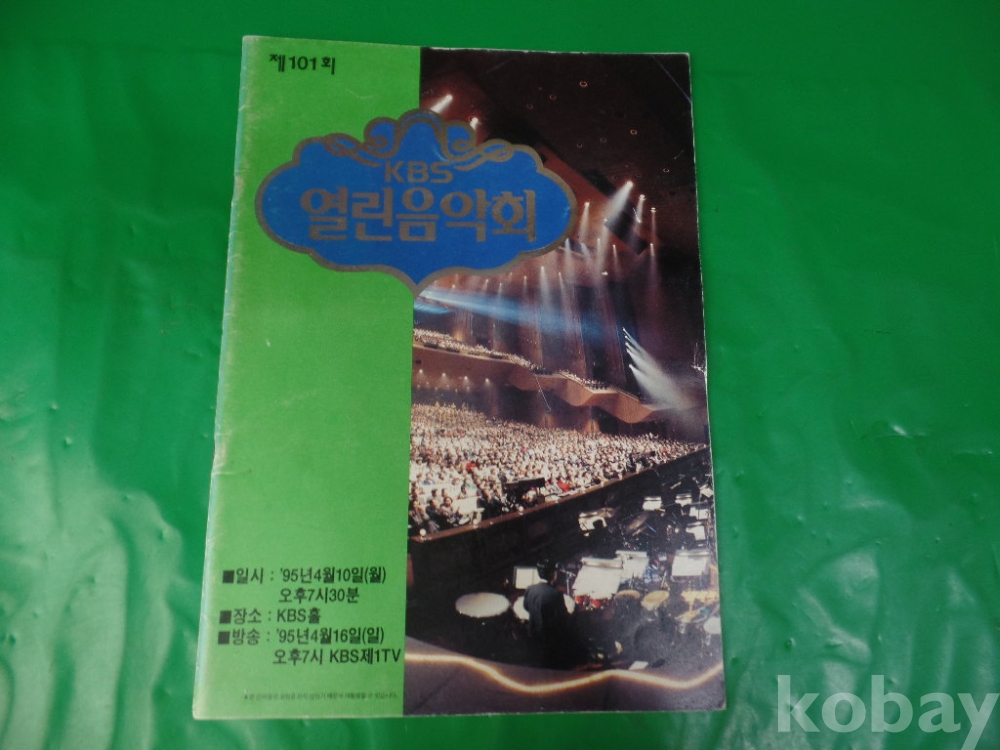 제101회
KBS
열린음악회
■일시 : '95년4월10일(월)
오후7시30분
■장소 : KBS홀
■방송 : '95년4월16일(일)
오후7시 KBS제1TV
kobay